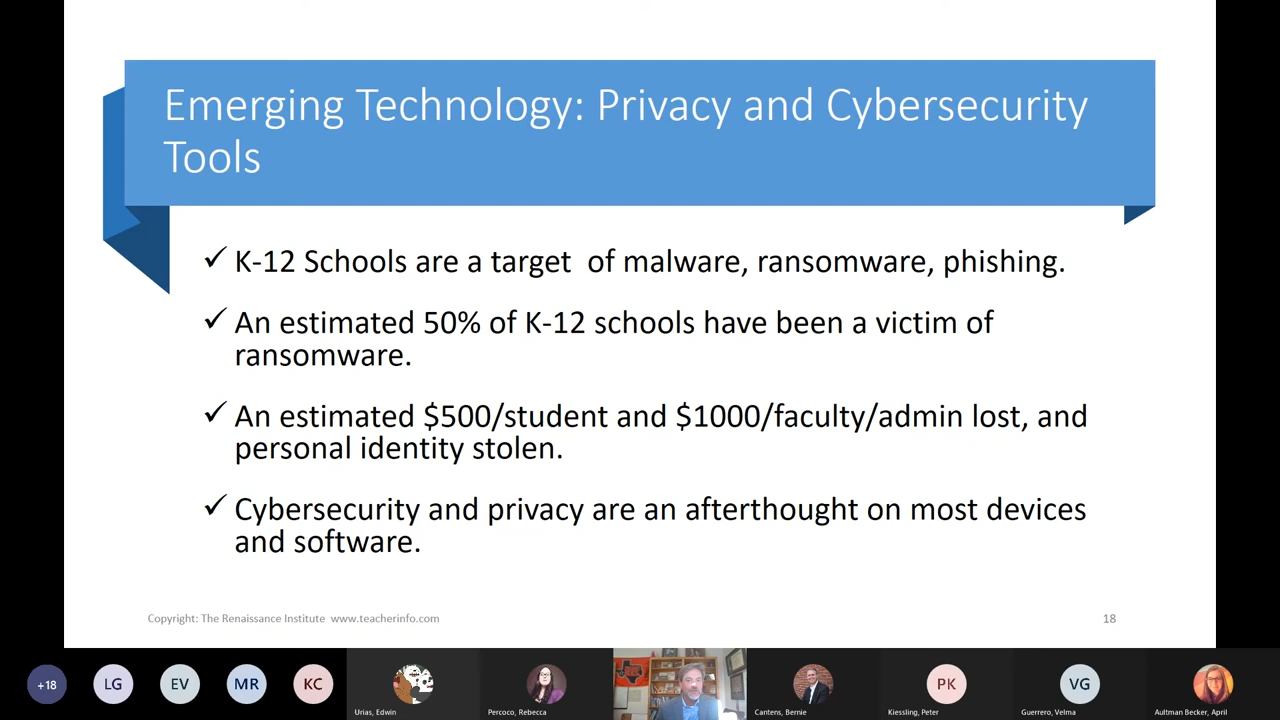 Emerging Technology: Privacy and Cybersecurity
Tools
✓ K-12 Schools are a target  of malware, ransomware, phishing.
✓ An estimated 50% of K-12 schools have been a victim of
ransomware.
✓ An estimated $500/student and $1000/faculty/admin lost, and
personal identity stolen.
✓ Cybersecurity and privacy are an afterthought on most devices
and software.
Copyright: The Renaissance Institute  www.teacherinfo.com
18
+18
LG
EV
MR
KC
PK
VG
Urias, Edwin
Percoco, Rebecca
Cantens, Bernie
Kiessling, Peter
Guerrero, Velma
Aultman Becker, April